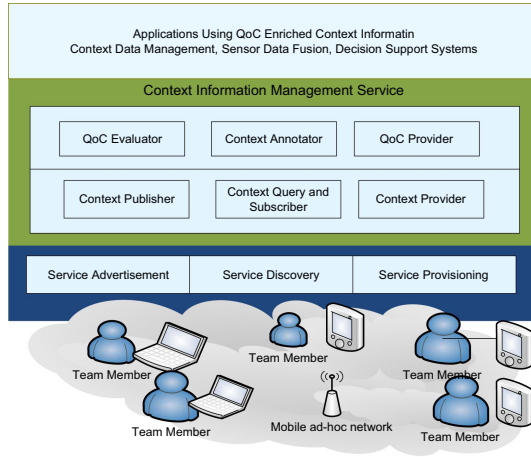 Applications Using QoC Enriched Context Informatin
Context Data Management, Sensor Data Fusion, Decision Support Systems
Context Information Management Service
QoC Evaluator
Context Annotator
QoC Provider
Context Publisher
Context Query and
Subscriber
Context Provider
Service Advertisement
Service Discovery
Service Provisioning
Team Member
Team Member
Team Member
Team Member
Mobile ad-hoc network
Team Member